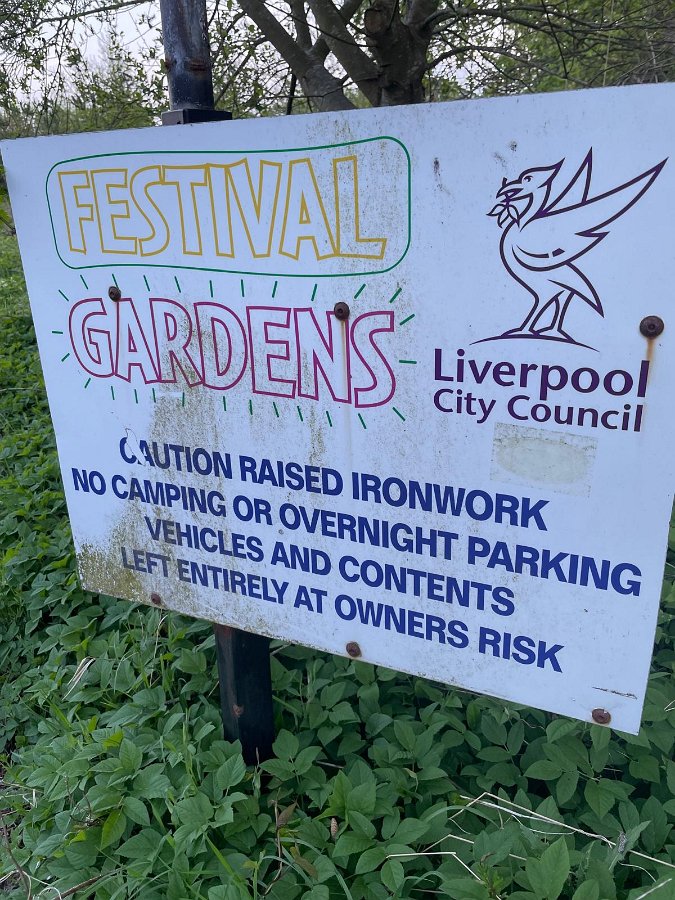 FESTIVAL
GARDENS
Liverpool
City Council
CAUTION RAISED IRONWORK
NO CAMPING OR OVERNIGHT PARKING
VEHICLES AND CONTENTS
LEFT ENTIRELY AT OWNERS RISK